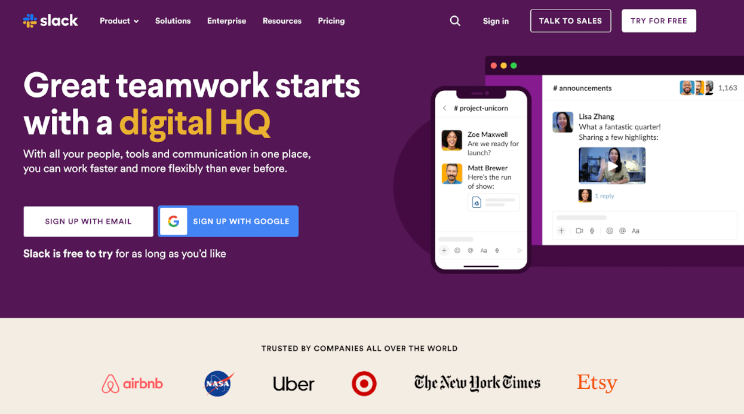 slack
Product
Solutions
Enterprise
Resources
Pricing
Sign in
TALK TO SALES
TRY FOR FREE
Great teamwork starts
with a digital HQ
With all your people, tools and communication in one place,
you can work faster and more flexibly than ever before.
SIGN UP WITH EMAIL
G SIGN UP WITH GOOGLE
Slack is free to try for as long as you’d like
# project-unicorn
Zoe Maxwell
Are we ready for
launch?
Matt Brewer
Here's the run
of show:
Aa
# announcements
1,163
Lisa Zhang
What a fantastic quarter!
Sharing a few highlights:
1 reply
@ Aa
TRUSTED BY COMPANIES ALL OVER THE WORLD
airbnb
NASA
Uber
The New York Times
Etsy